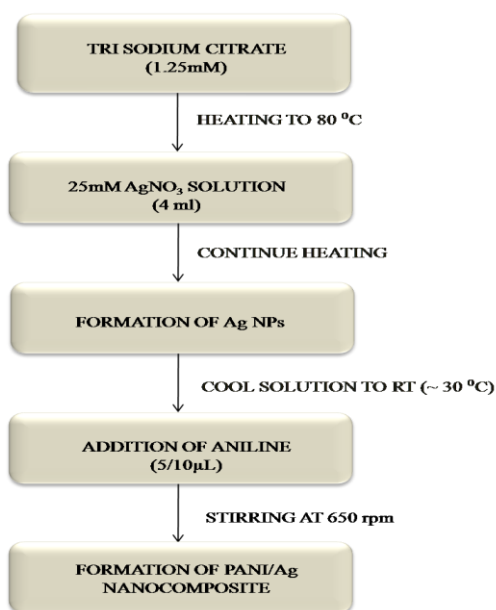 TRI SODIUM CITRATE
(1.25mM)
HEATING TO 80 ⁰C
25mM AgNO₃ SOLUTION
(4 ml)
CONTINUE HEATING
FORMATION OF Ag NPs
COOL SOLUTION TO RT (~ 30 ⁰C)
ADDITION OF ANILINE
(5/10µL)
STIRRING AT 650 rpm
FORMATION OF PANI/Ag
NANOCOMPOSITE